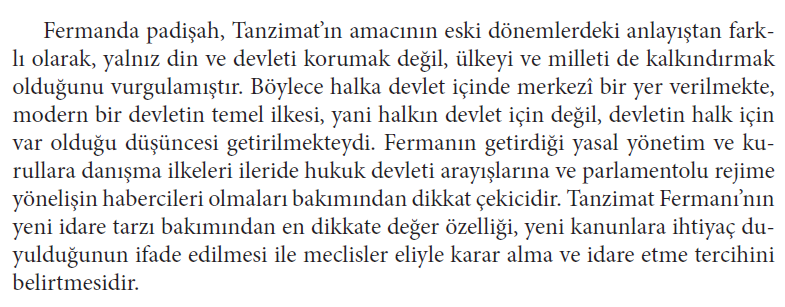 Fermanda padişah, Tanzimat’ın amacının eski dönemlerdeki anlayıştan fark-
lı olarak, yalnız din ve devleti korumak değil, ülkeyi ve milleti de kalkındırmak
olduğunu vurgulamıştır. Böylece halka devlet içinde merkezî bir yer verilmekte,
modern bir devletin temel ilkesi, yani halkın devlet için değil, devletin halk için
var olduğu düşüncesi getirilmekteydi. Fermanın getirdiği yasal yönetim ve ku-
rullara danışma ilkeleri ileride hukuk devleti arayışlarına ve parlamentolu rejime
yönelişin habercileri olmaları bakımından dikkat çekicidir. Tanzimat Fermanı’nın
yeni idare tarzı bakımından en dikkate değer özelliği, yeni kanunlara ihtiyaç du-
yulduğunun ifade edilmesi ile meclisler eliyle karar alma ve idare etme tercihini
belirtmesidir.